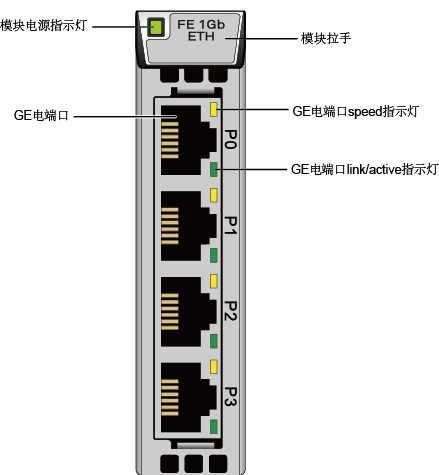 模块电源指示灯
FE 1Gb
ETH
模块拉手
GE电端口
GE电端口speed指示灯
P0
GE电端口link/active指示灯
P1
P2
P3